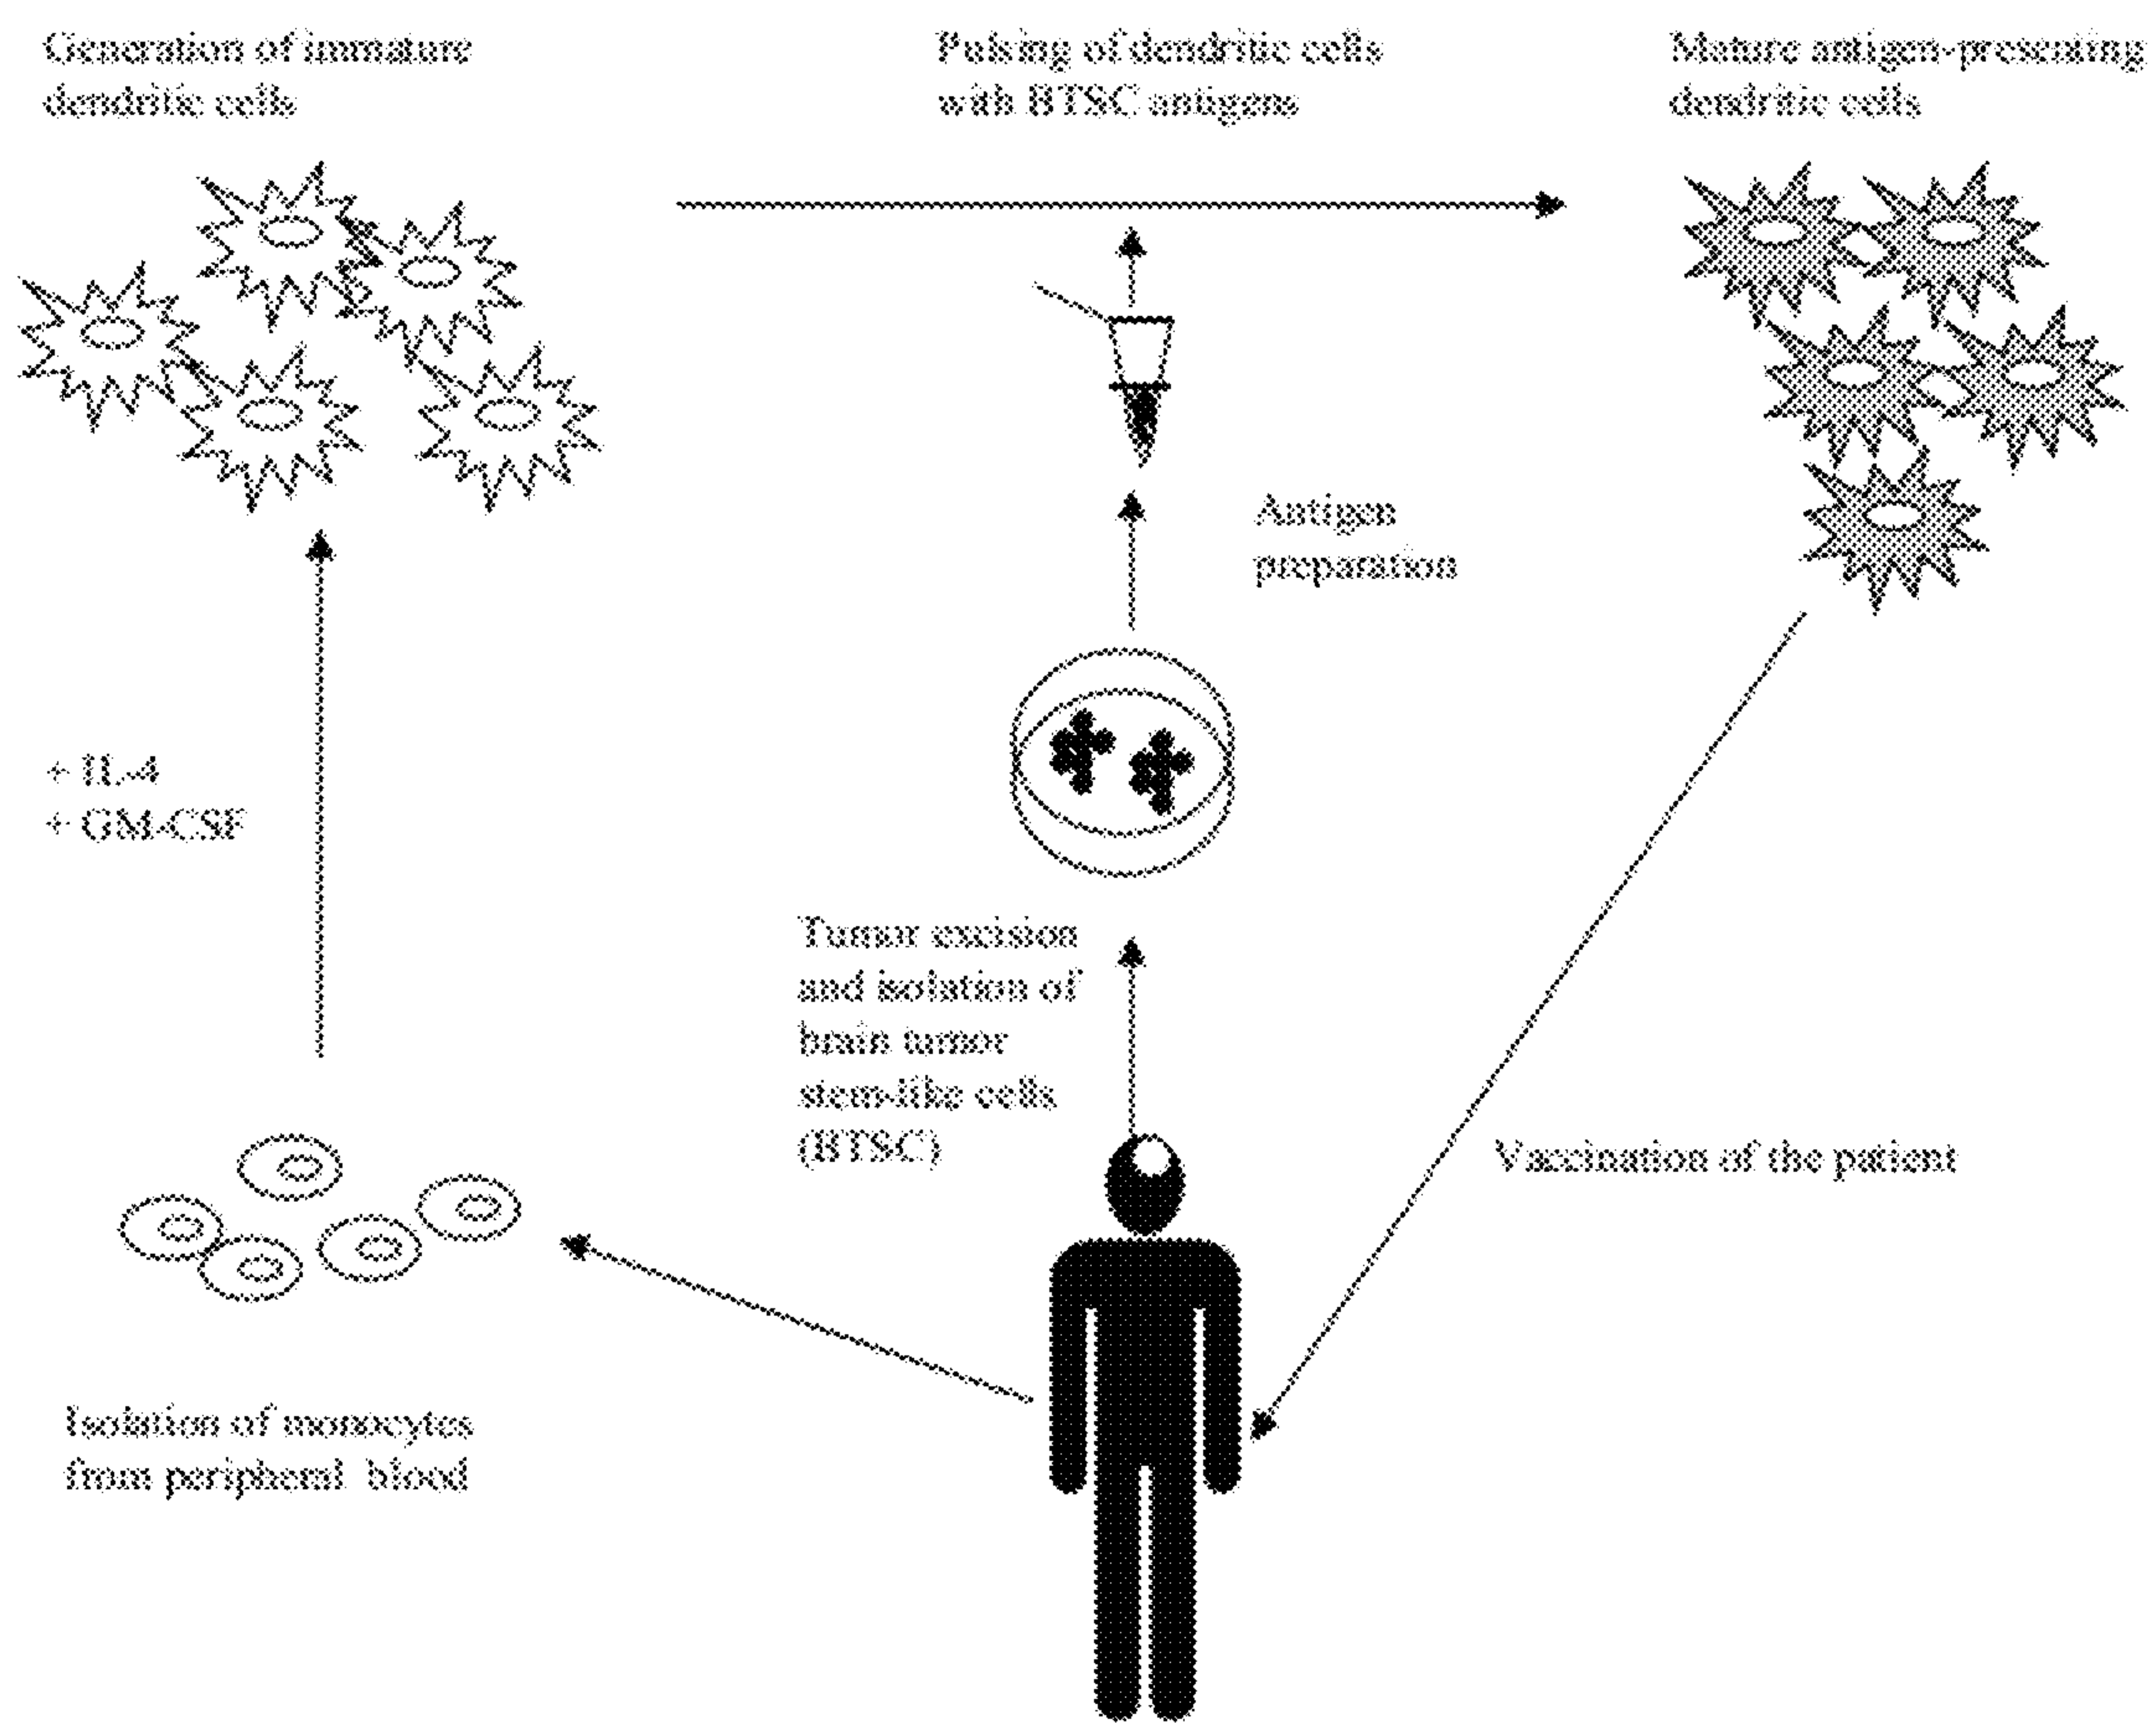 Generation of immature
dendritic cells
Pulsing of dendritic cells
with BTSC antigens
Mature antigen-presenting
dendritic cells
Antigen
preparation
+ IL-4
+ GM-CSF
Tumor excision
and isolation of
brain tumor
stem-like cells
(BTSC)
Vaccination of the patient
Isolation of monocytes
from peripheral blood